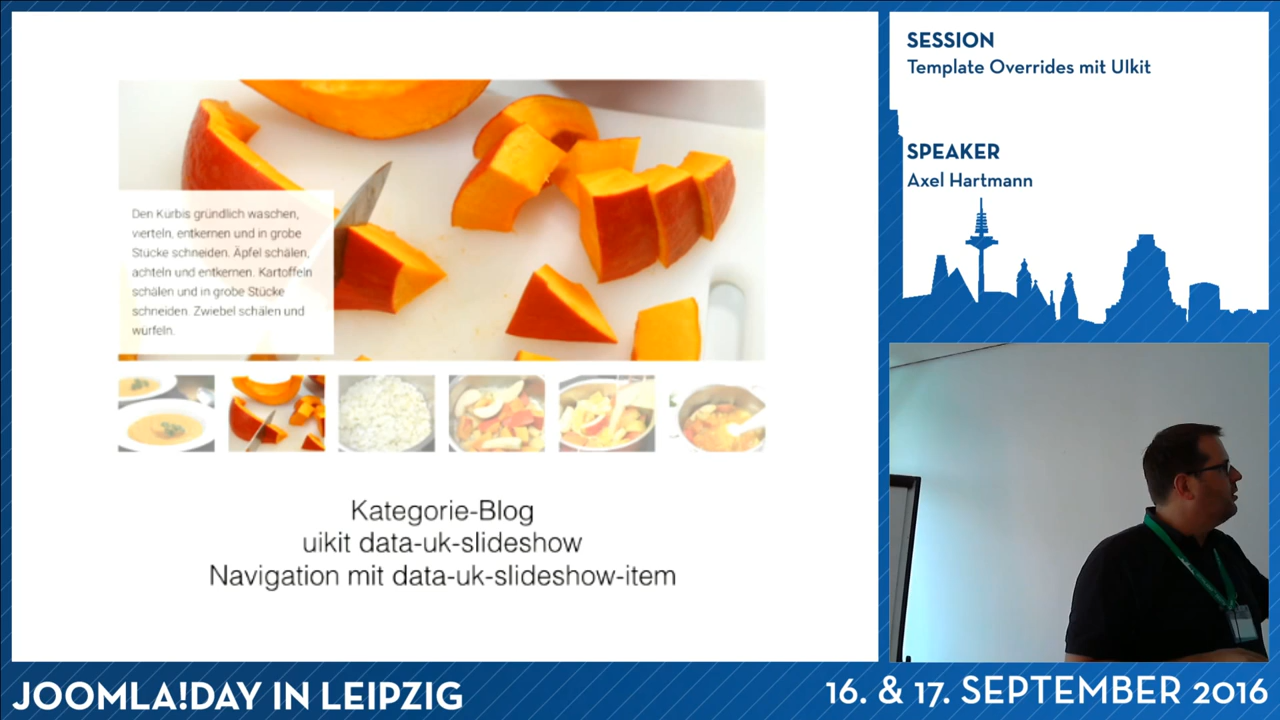 Den Kürbis gründlich waschen,
vierteln, entkernen und in grobe
Stücke schneiden. Äpfel schälen,
achteln und entkernen. Kartoffeln
schälen und in grobe Stücke
schneiden. Zwiebel schälen und
würfeln.
Kategorie-Blog
uikit data-uk-slideshow
Navigation mit data-uk-slideshow-item
SESSION
Template Overrides mit UIkit
SPEAKER
Axel Hartmann
JOOMLA!DAY IN LEIPZIG
16. & 17. SEPTEMBER 2016